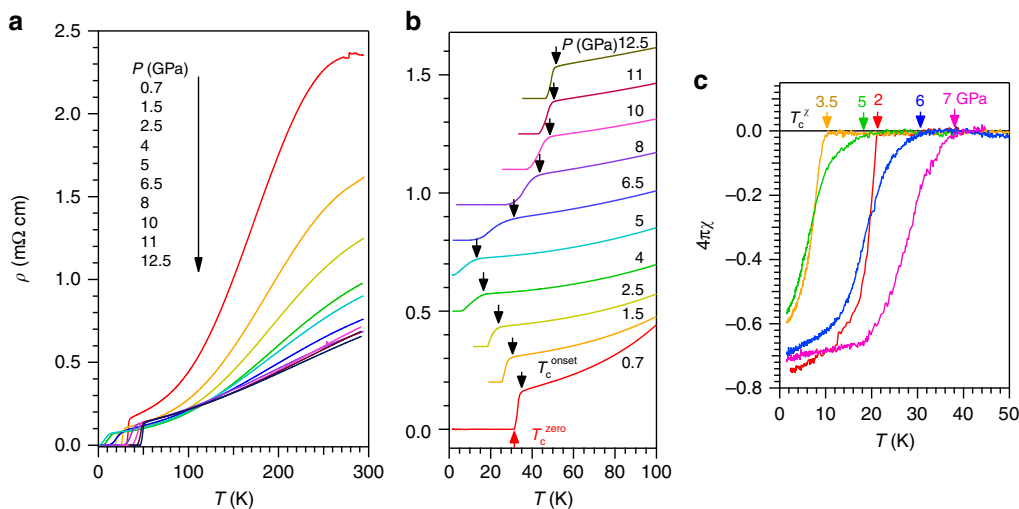 a
2.5
2.0
1.5
1.0
0.5
0.0
ρ (mΩ cm)
P (GPa)
0.7
1.5
2.5
4
5
6.5
8
10
11
12.5
0 100 200 300
T (K)
b
1.5
1.0
0.5
0.0
P (GPa) 12.5
11
10
8
6.5
5
4
2.5
1.5
0.7
T_c^onset
T_c^zero
0 20 40 60 80 100
T (K)
c
3.5 5 2 6 7 GPa
T_c^χ
0.0
−0.2
−0.4
−0.6
−0.8
4πχ
0 10 20 30 40 50
T (K)